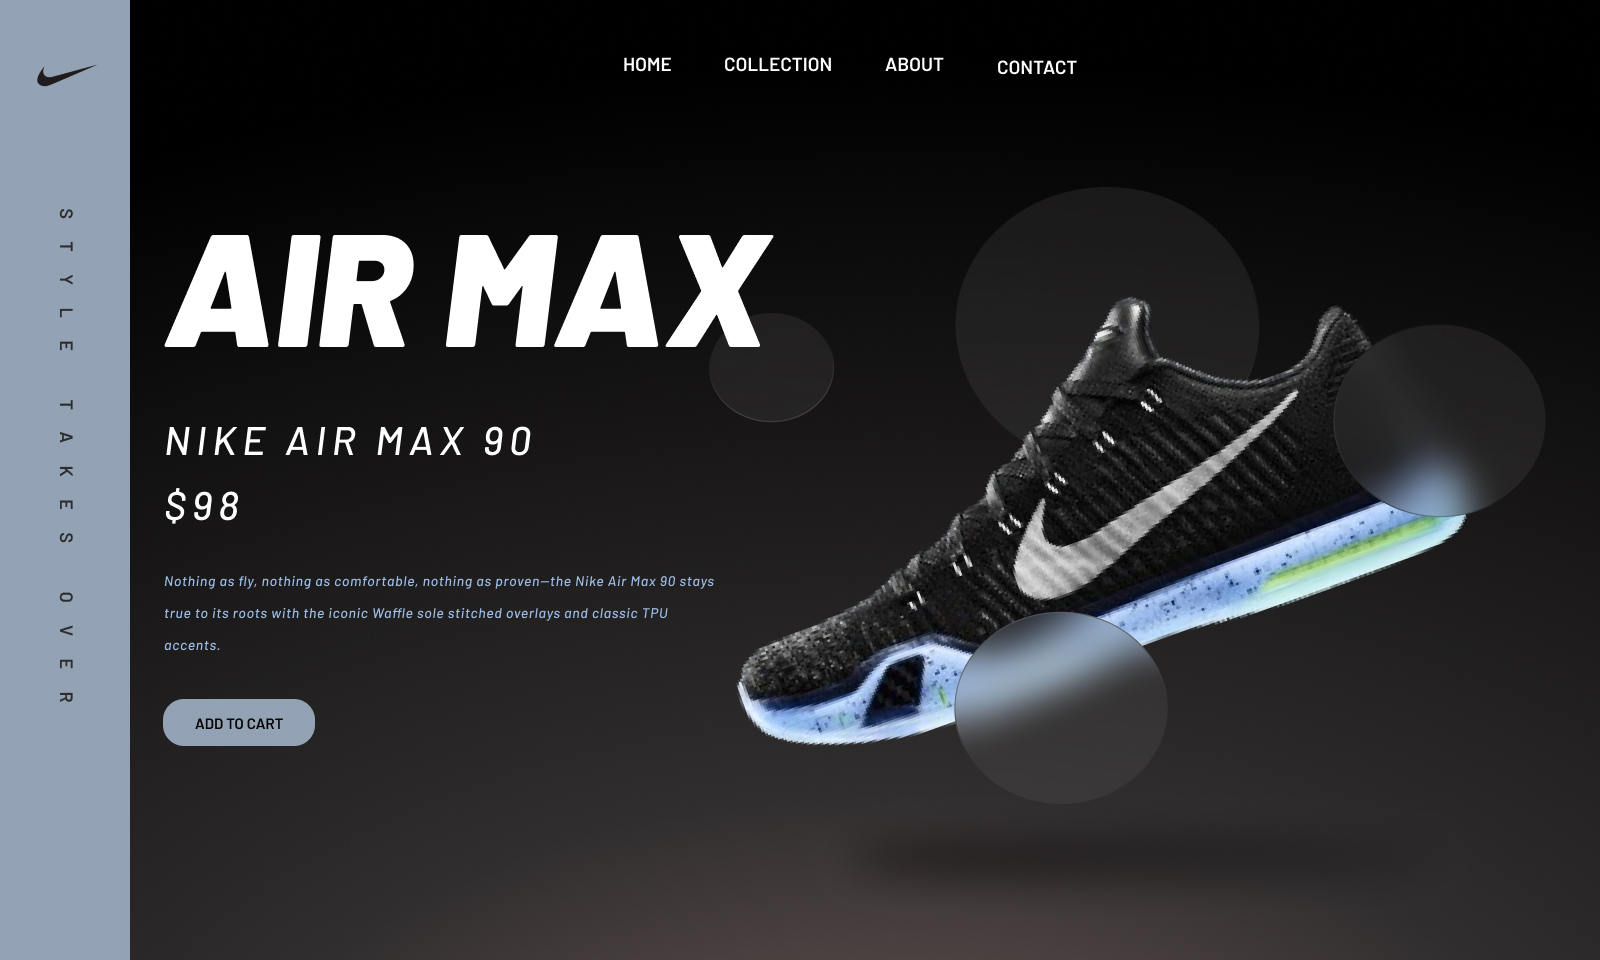 HOME
COLLECTION
ABOUT
CONTACT
STYLE TAKES OVER
AIR MAX
NIKE AIR MAX 90
$98
Nothing as fly, nothing as comfortable, nothing as proven—the Nike Air Max 90 stays
true to its roots with the iconic Waffle sole stitched overlays and classic TPU
accents.
ADD TO CART